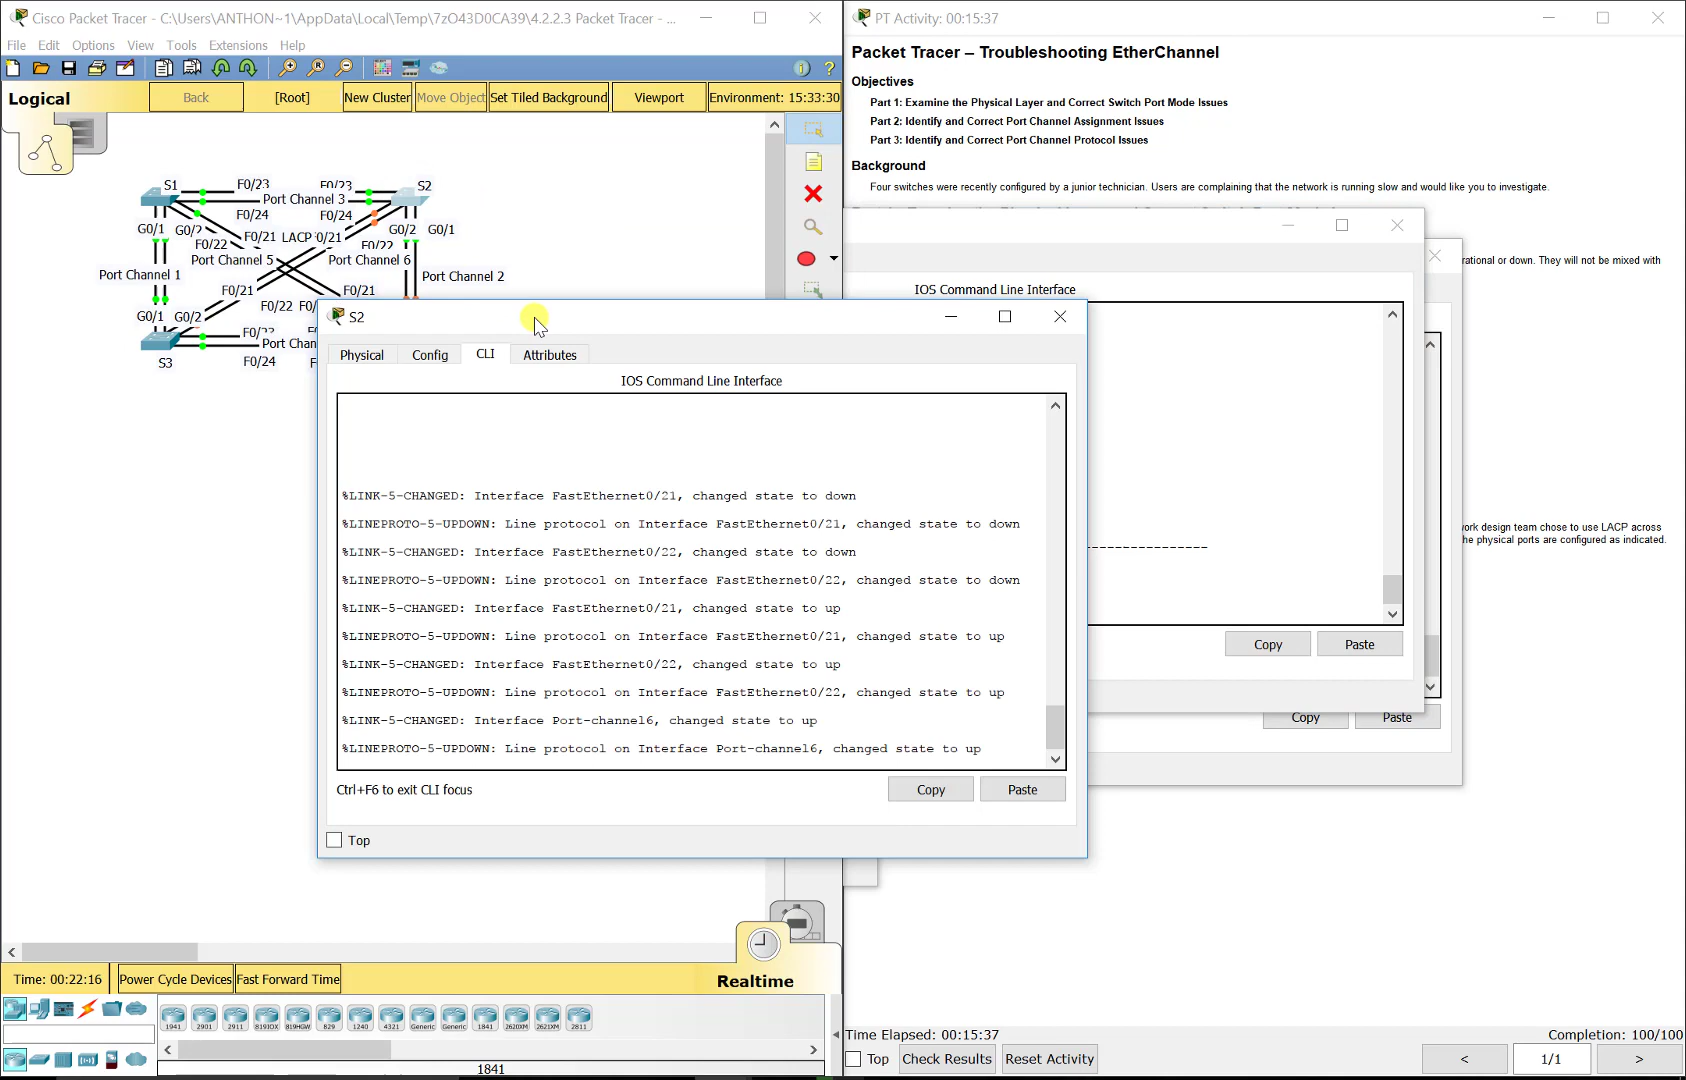 Cisco Packet Tracer - C:\Users\ANTHON~1\AppData\Local\Temp\7zO43D0CA39\4.2.2.3 Packet Tracer - ...
File Edit Options View Tools Extensions Help
Logical
Back
[Root]
New Cluster
Move Object
Set Tiled Background
Viewport
Environment: 15:33:30
S1
F0/23
F0/23
S2
Port Channel 3
F0/24
F0/24
G0/1
G0/2
F0/21
LACP
0/21
G0/2
G0/1
F0/22
F0/22
Port Channel 5
Port Channel 6
Port Channel 1
Port Channel 2
F0/21
F0/21
F0/22
G0/1
G0/2
Port Chan
S3
F0/24
S2
Physical
Config
CLI
Attributes
IOS Command Line Interface
%LINK-5-CHANGED: Interface FastEthernet0/21, changed state to down
%LINEPROTO-5-UPDOWN: Line protocol on Interface FastEthernet0/21, changed state to down
%LINK-5-CHANGED: Interface FastEthernet0/22, changed state to down
%LINEPROTO-5-UPDOWN: Line protocol on Interface FastEthernet0/22, changed state to down
%LINK-5-CHANGED: Interface FastEthernet0/21, changed state to up
%LINEPROTO-5-UPDOWN: Line protocol on Interface FastEthernet0/21, changed state to up
%LINK-5-CHANGED: Interface FastEthernet0/22, changed state to up
%LINEPROTO-5-UPDOWN: Line protocol on Interface FastEthernet0/22, changed state to up
%LINK-5-CHANGED: Interface Port-channel6, changed state to up
%LINEPROTO-5-UPDOWN: Line protocol on Interface Port-channel6, changed state to up
Ctrl+F6 to exit CLI focus
Copy
Paste
Top
Time: 00:22:16
Power Cycle Devices
Fast Forward Time
Realtime
1941 2901 2911 819IOX 819HGW 829 1240 4321 Generic Generic 1841 2620XM 2621XM 2811
1841
PT Activity: 00:15:37
Packet Tracer – Troubleshooting EtherChannel
Objectives
Part 1: Examine the Physical Layer and Correct Switch Port Mode Issues
Part 2: Identify and Correct Port Channel Assignment Issues
Part 3: Identify and Correct Port Channel Protocol Issues
Background
Four switches were recently configured by a junior technician. Users are complaining that the network is running slow and would like you to investigate.
rational or down. They will not be mixed with
IOS Command Line Interface
ork design team chose to use LACP across
he physical ports are configured as indicated.
----------------
Copy
Paste
Copy
Paste
Time Elapsed: 00:15:37
Completion: 100/100
Top
Check Results
Reset Activity
<
1/1
>